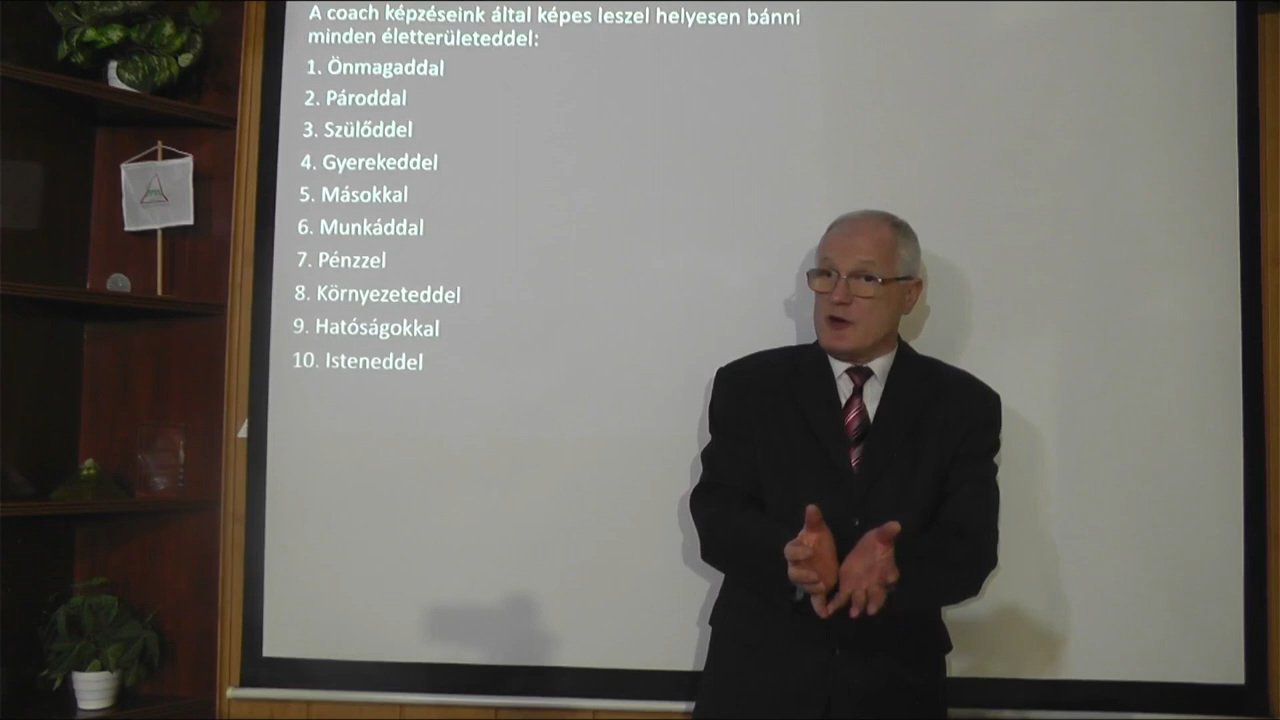 A coach képzéseink által képes leszel helyesen bánni
minden életterületeddel:
1. Önmagaddal
2. Pároddal
3. Szülőddel
4. Gyerekeddel
5. Másokkal
6. Munkáddal
7. Pénzzel
8. Környezeteddel
9. Hatóságokkal
10. Isteneddel